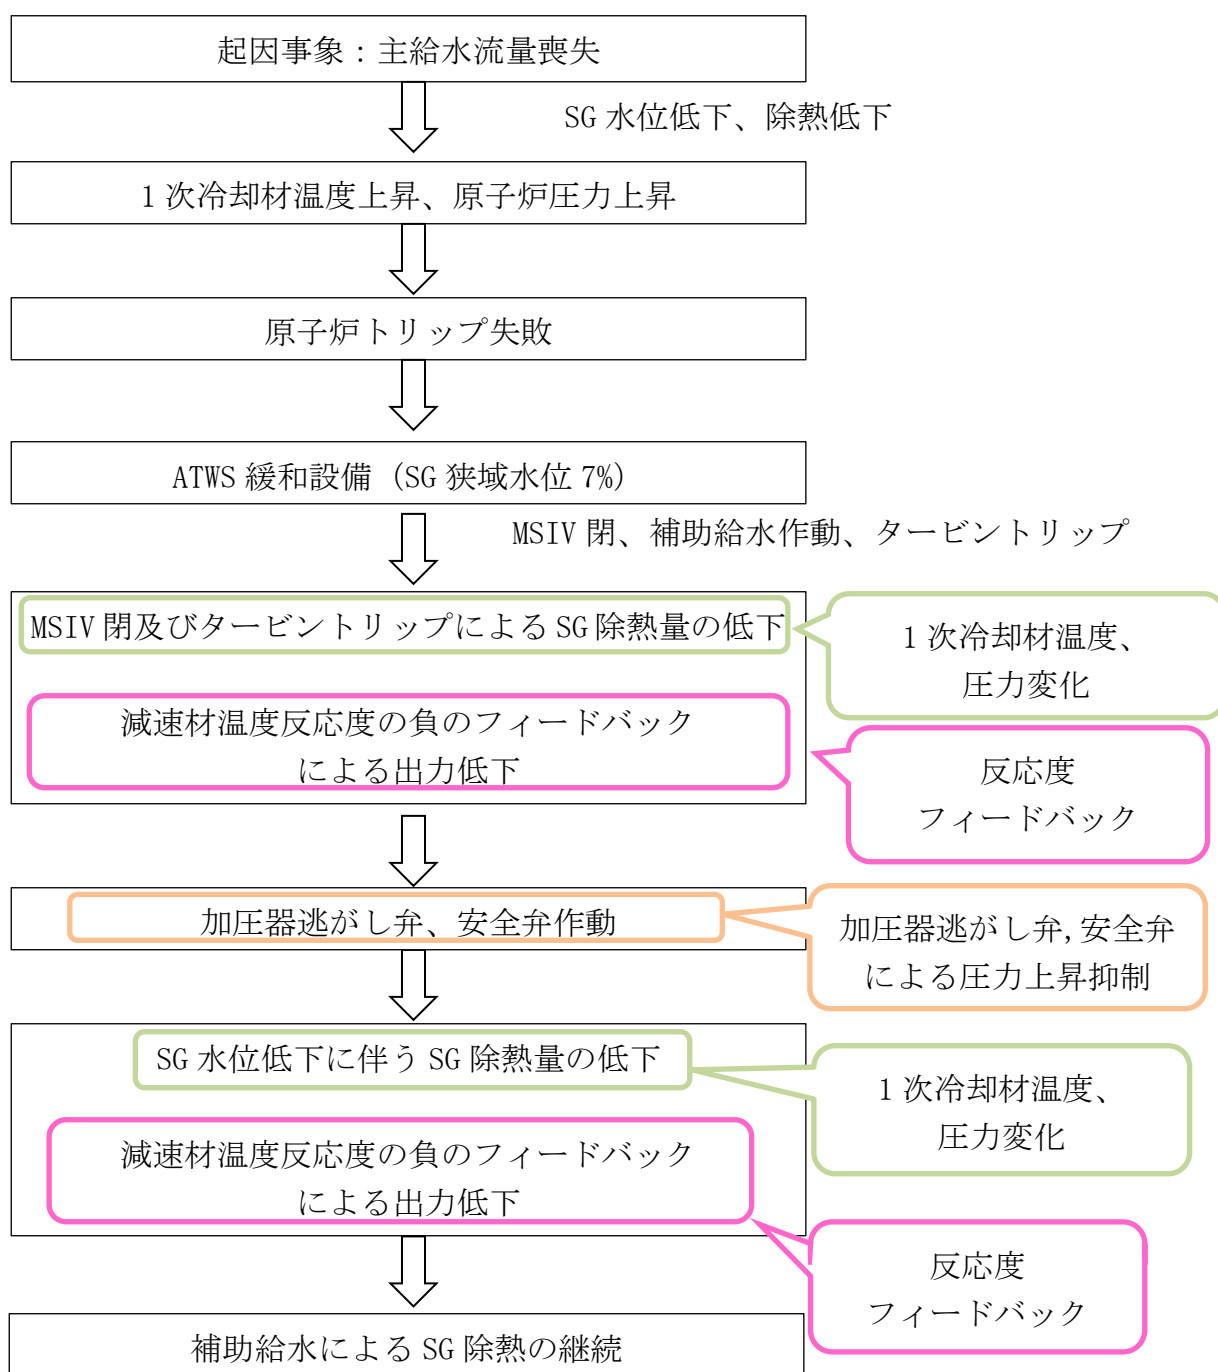 起因事象：主給水流量喪失
SG 水位低下、除熱低下
1 次冷却材温度上昇、原子炉圧力上昇
原子炉トリップ失敗
ATWS 緩和設備（SG 狭域水位 7%）
MSIV 閉、補助給水作動、タービントリップ
MSIV 閉及びタービントリップによる SG 除熱量の低下
1 次冷却材温度、
圧力変化
減速材温度反応度の負のフィードバック
による出力低下
反応度
フィードバック
加圧器逃がし弁、安全弁作動
加圧器逃がし弁,安全弁
による圧力上昇抑制
SG 水位低下に伴う SG 除熱量の低下
1 次冷却材温度、
圧力変化
減速材温度反応度の負のフィードバック
による出力低下
反応度
フィードバック
補助給水による SG 除熱の継続